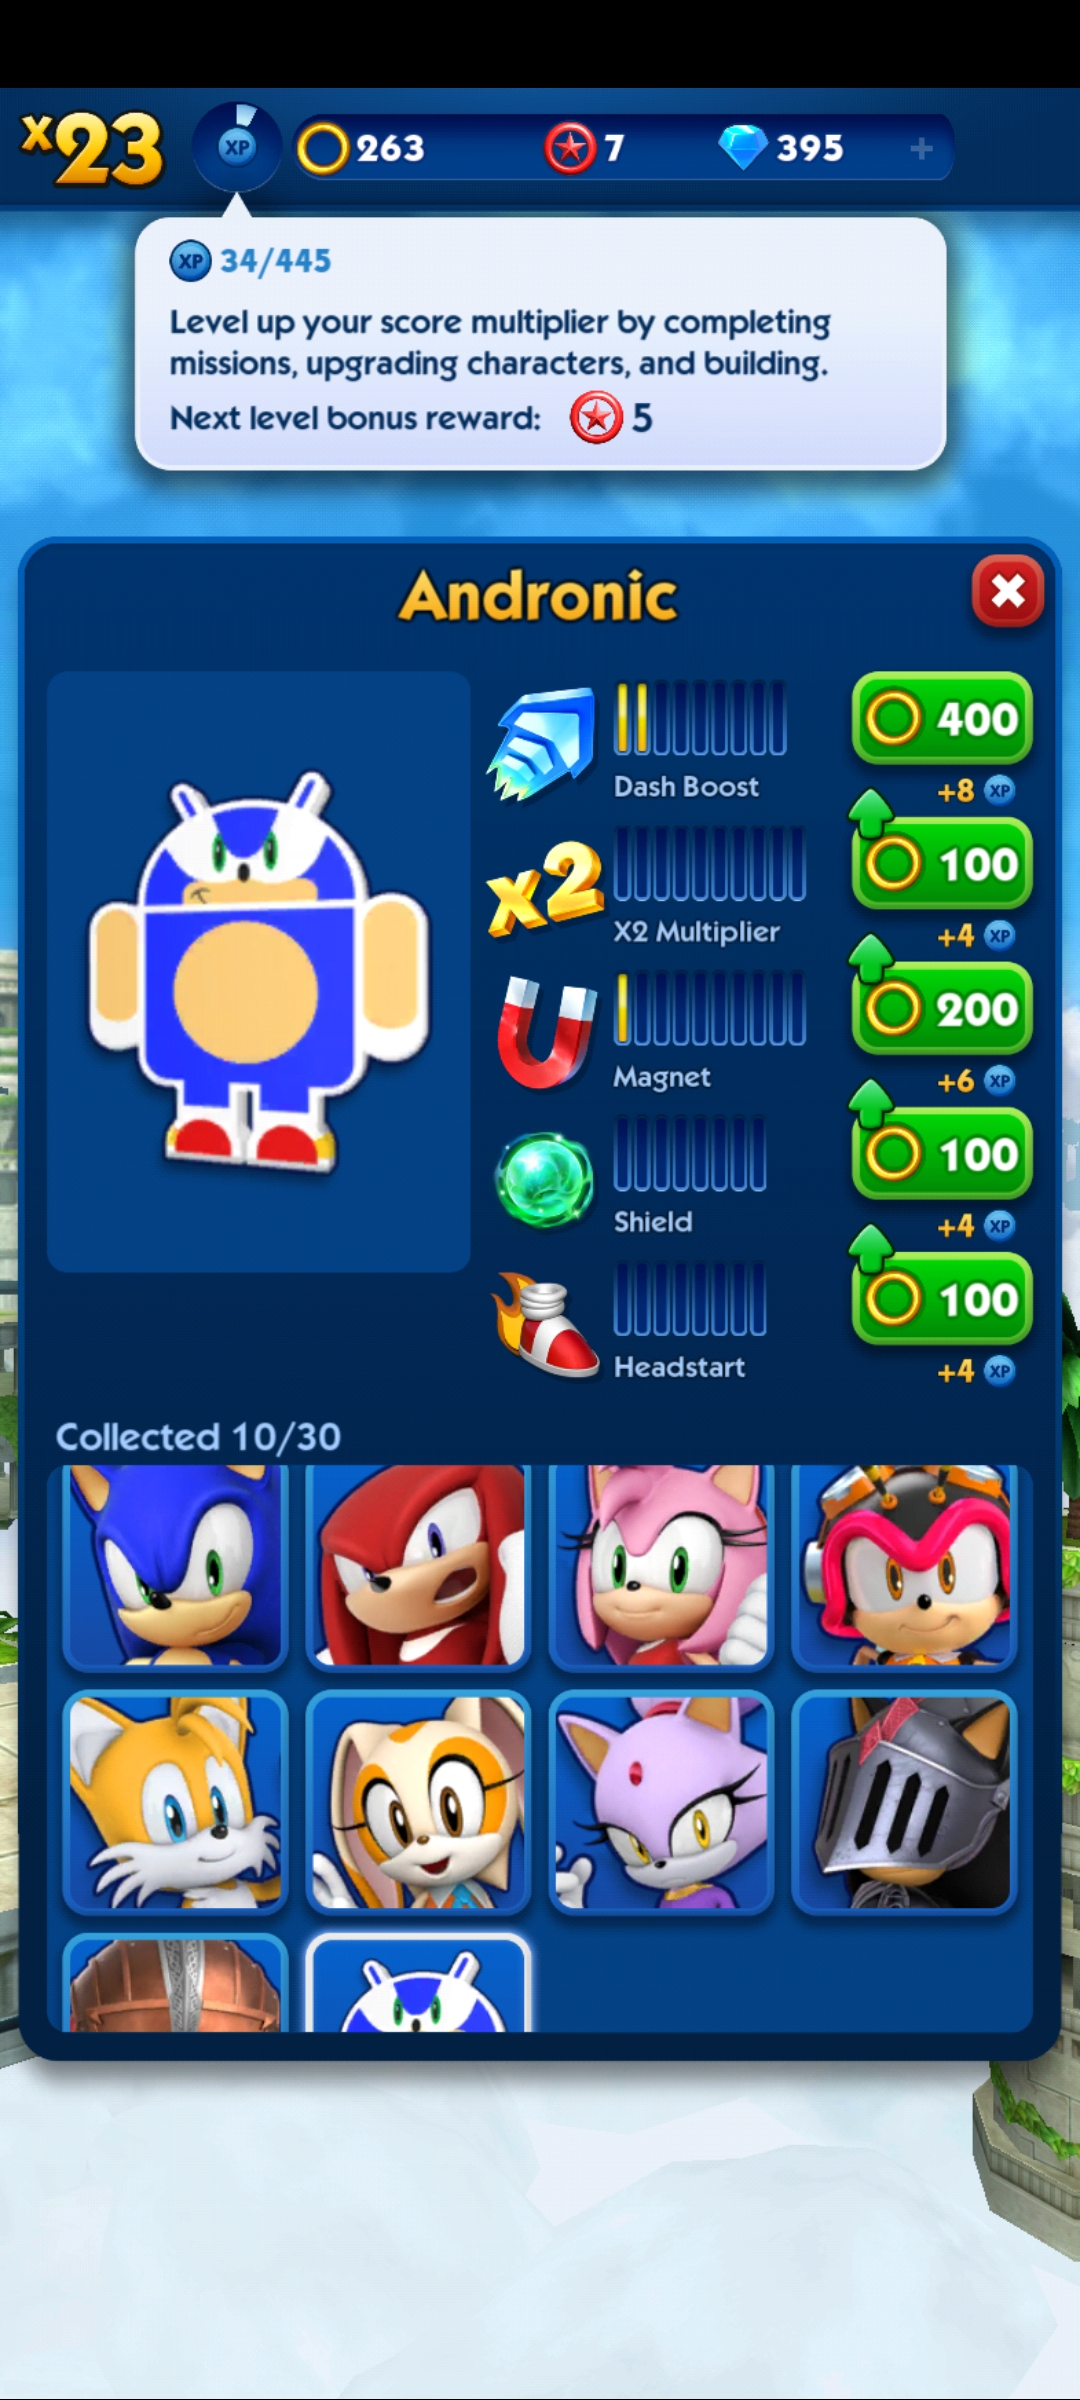 x23
XP
263
7
395
+
XP 34/445
Level up your score multiplier by completing
missions, upgrading characters, and building.
Next level bonus reward: 5
Andronic
400
Dash Boost
+8 XP
x2
100
X2 Multiplier
+4 XP
200
Magnet
+6 XP
100
Shield
+4 XP
100
Headstart
+4 XP
Collected 10/30